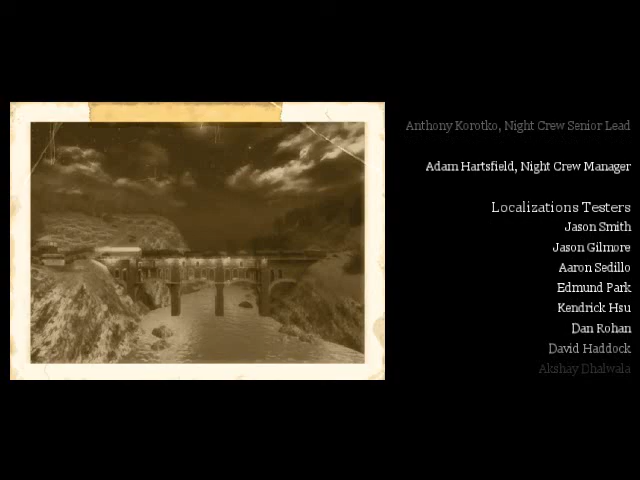 Anthony Korotko, Night Crew Senior Lead
Adam Hartsfield, Night Crew Manager
Localizations Testers
Jason Smith
Jason Gilmore
Aaron Sedillo
Edmund Park
Kendrick Hsu
Dan Rohan
David Haddock
Akshay Dhalwala